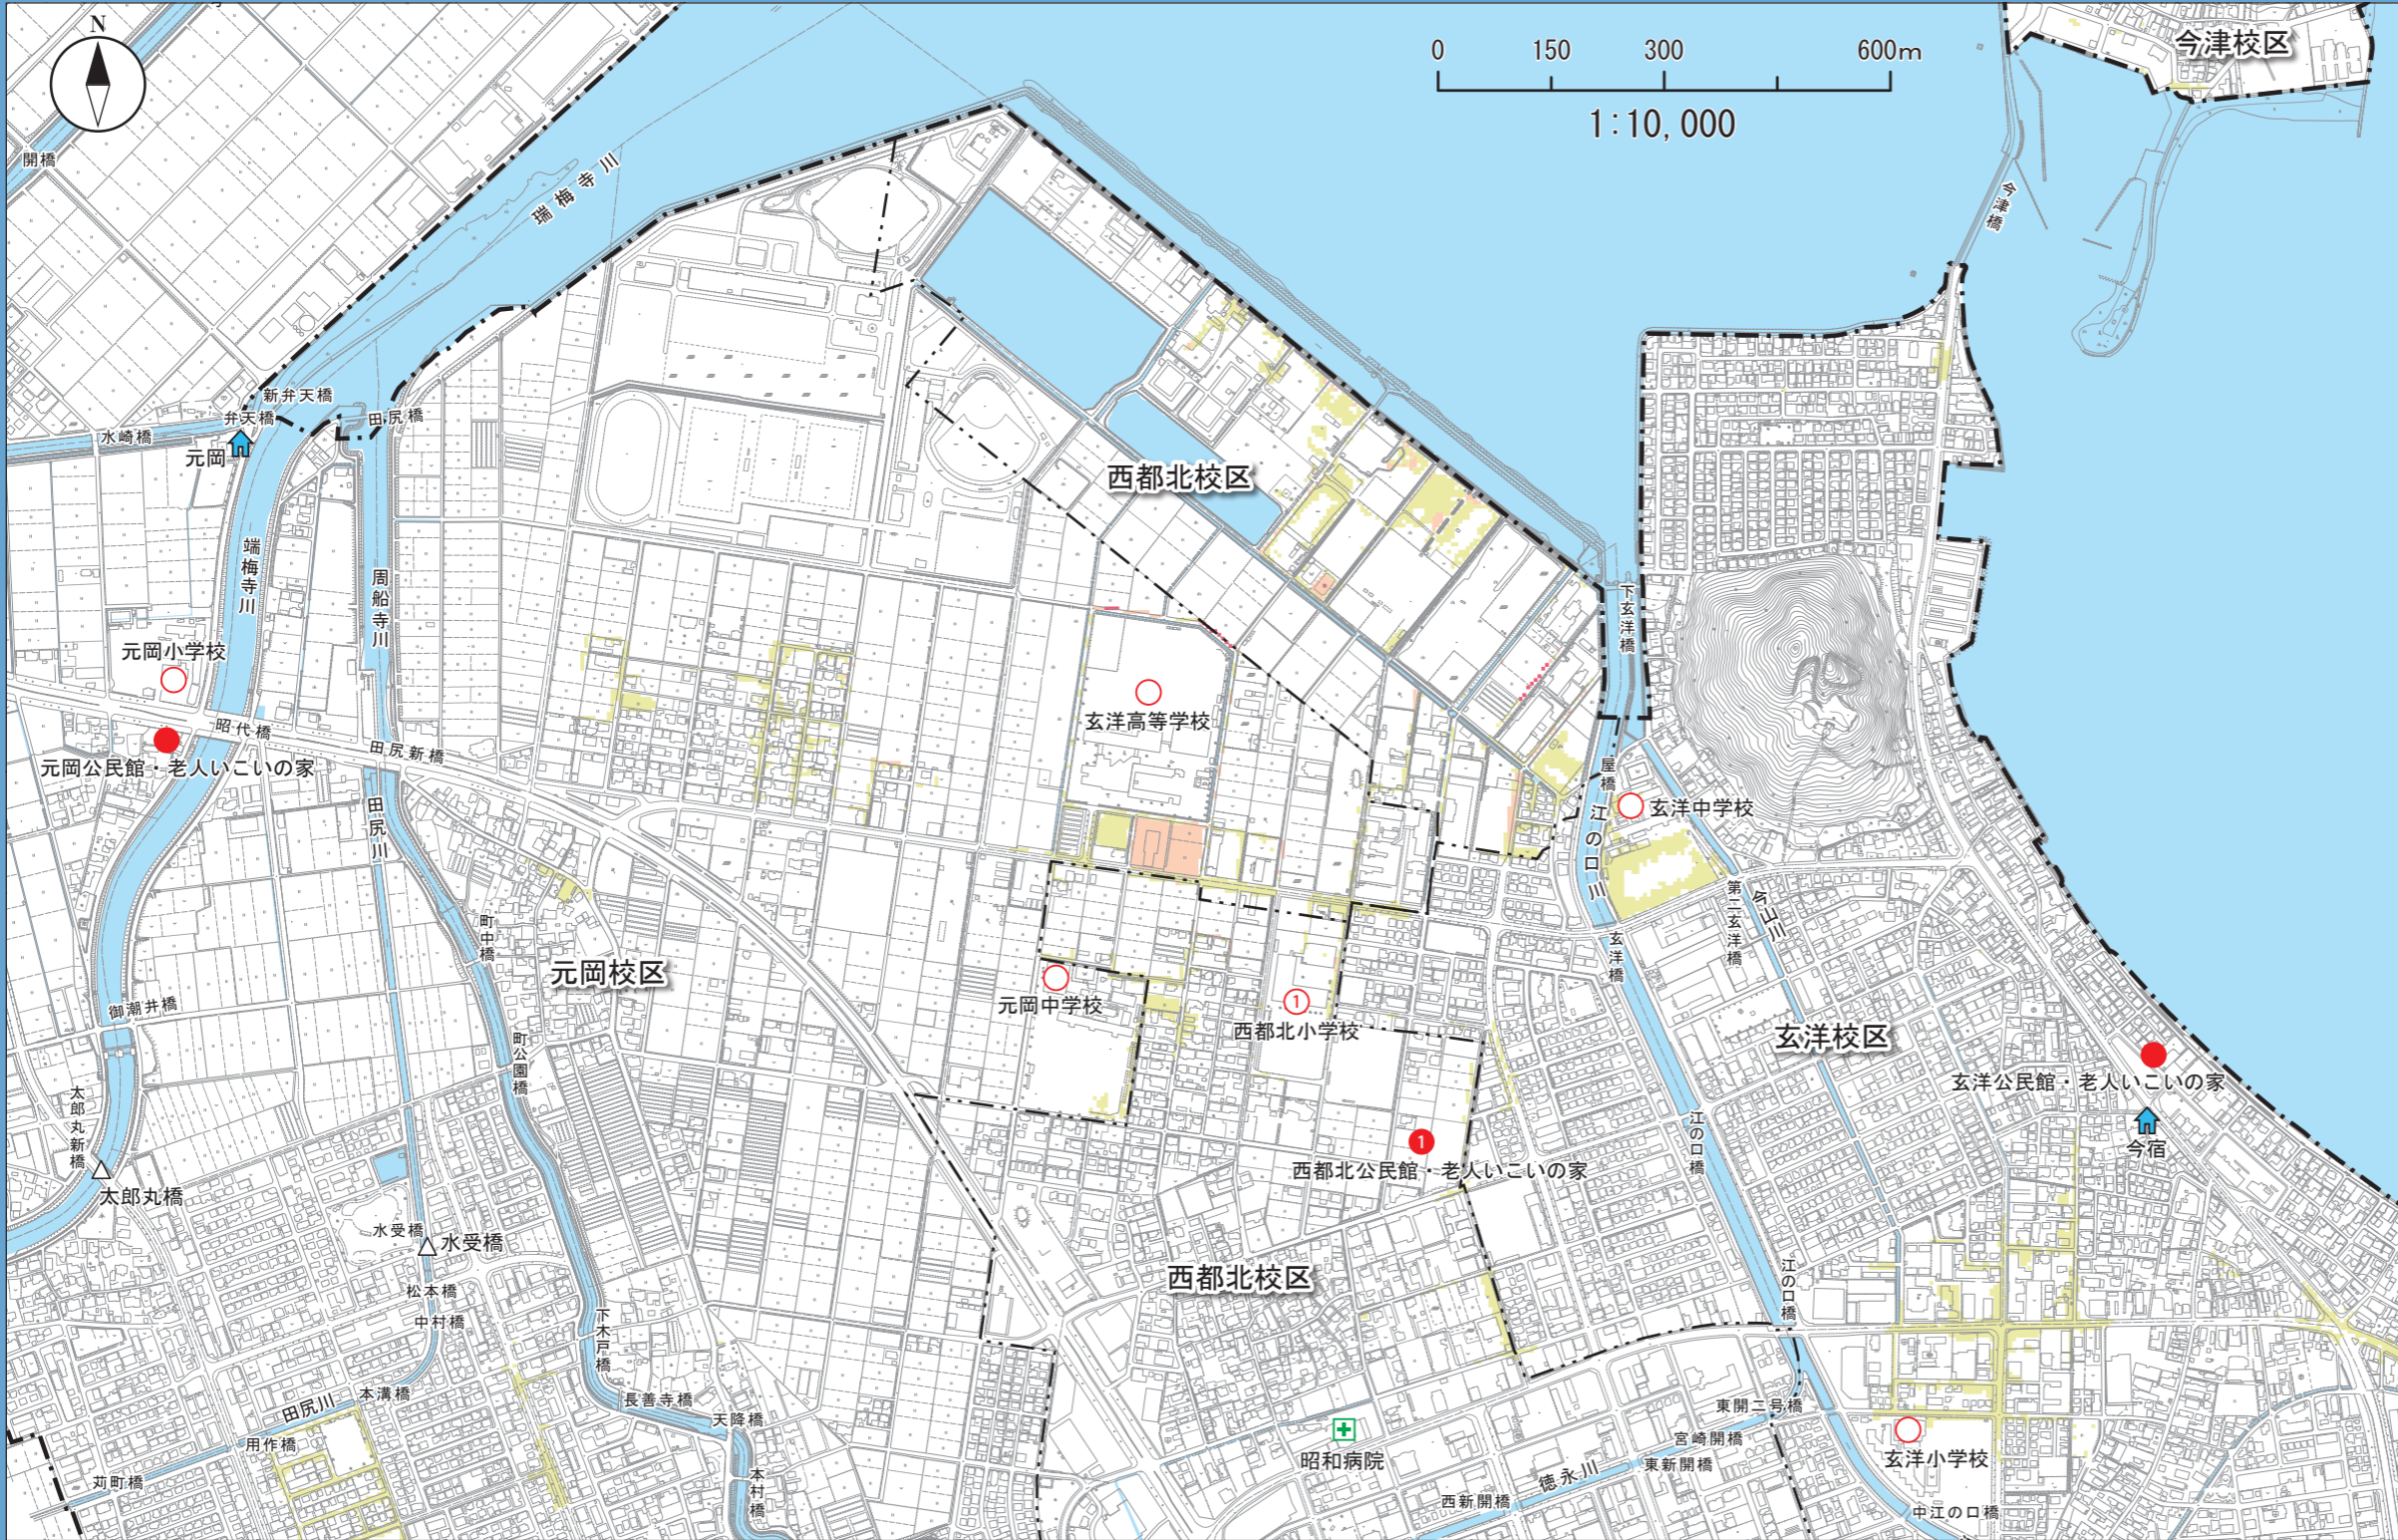 N
0 150 300 600m
1:10,000
今津校区
開橋
瑞梅寺川
今津橋
新弁天橋
弁天橋
田尻橋
水崎橋
元岡
西都北校区
端梅寺川
周船寺川
下玄洋橋
元岡小学校
玄洋高等学校
昭代橋
田尻新橋
元岡公民館・老人いこいの家
屋橋
玄洋中学校
田尻川
江の口川
町中橋
第二玄洋橋
今山川
玄洋橋
元岡校区
元岡中学校
1
西都北小学校
御潮井橋
玄洋校区
町公園橋
玄洋公民館・老人いこいの家
太郎丸新橋
江の口橋
1
西都北公民館・老人いこいの家
今宿
太郎丸橋
水受橋
水受橋
西都北校区
松本橋
中村橋
江の口橋
下木戸橋
本溝橋
田尻川
長善寺橋
天降橋
東開二号橋
用作橋
宮崎開橋
昭和病院
玄洋小学校
苅町橋
本村橋
徳永川
東新開橋
西新開橋
中江の口橋